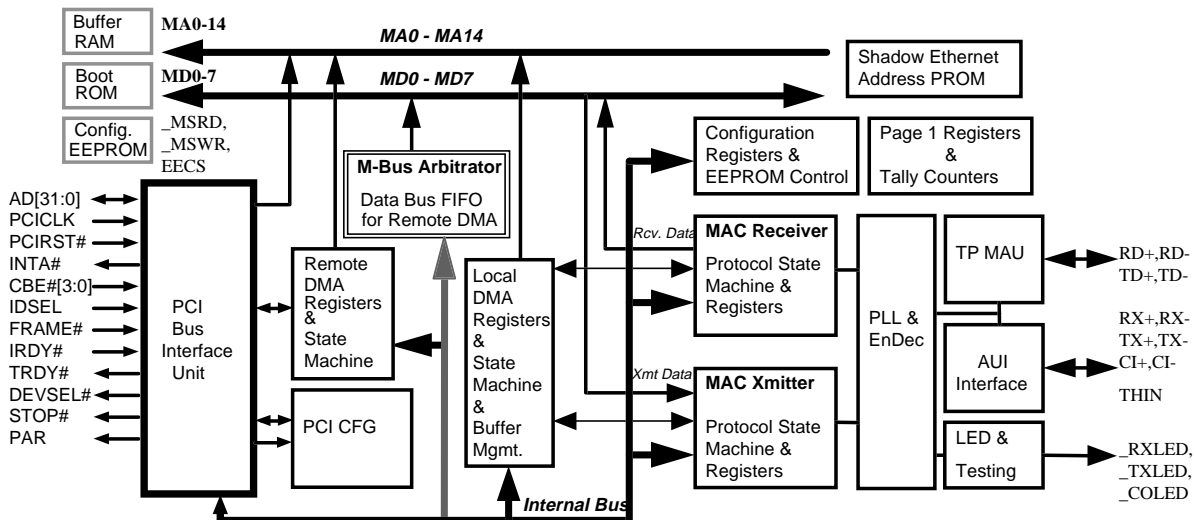 Buffer
RAM
MA0-14
MA0 - MA14
Boot
ROM
MD0-7
MD0 - MD7
Shadow Ethernet
Address PROM
Config.
EEPROM
_MSRD,
_MSWR,
EECS
M-Bus Arbitrator
Data Bus FIFO
for Remote DMA
Configuration
Registers &
EEPROM Control
Page 1 Registers
&
Tally Counters
AD[31:0]
PCICLK
PCIRST#
INTA#
CBE#[3:0]
IDSEL
FRAME#
IRDY#
TRDY#
DEVSEL#
STOP#
PAR
PCI
Bus
Interface
Unit
Remote
DMA
Registers
&
State
Machine
PCI CFG
Local
DMA
Registers
&
State
Machine
&
Buffer
Mgmt.
Rcv. Data
MAC Receiver
Protocol State
Machine &
Registers
Xmt Data
MAC Xmitter
Protocol State
Machine &
Registers
PLL &
EnDec
TP MAU
AUI
Interface
LED &
Testing
RD+,RD-
TD+,TD-
RX+,RX-
TX+,TX-
CI+,CI-
THIN
_RXLED,
_TXLED,
_COLED
Internal Bus